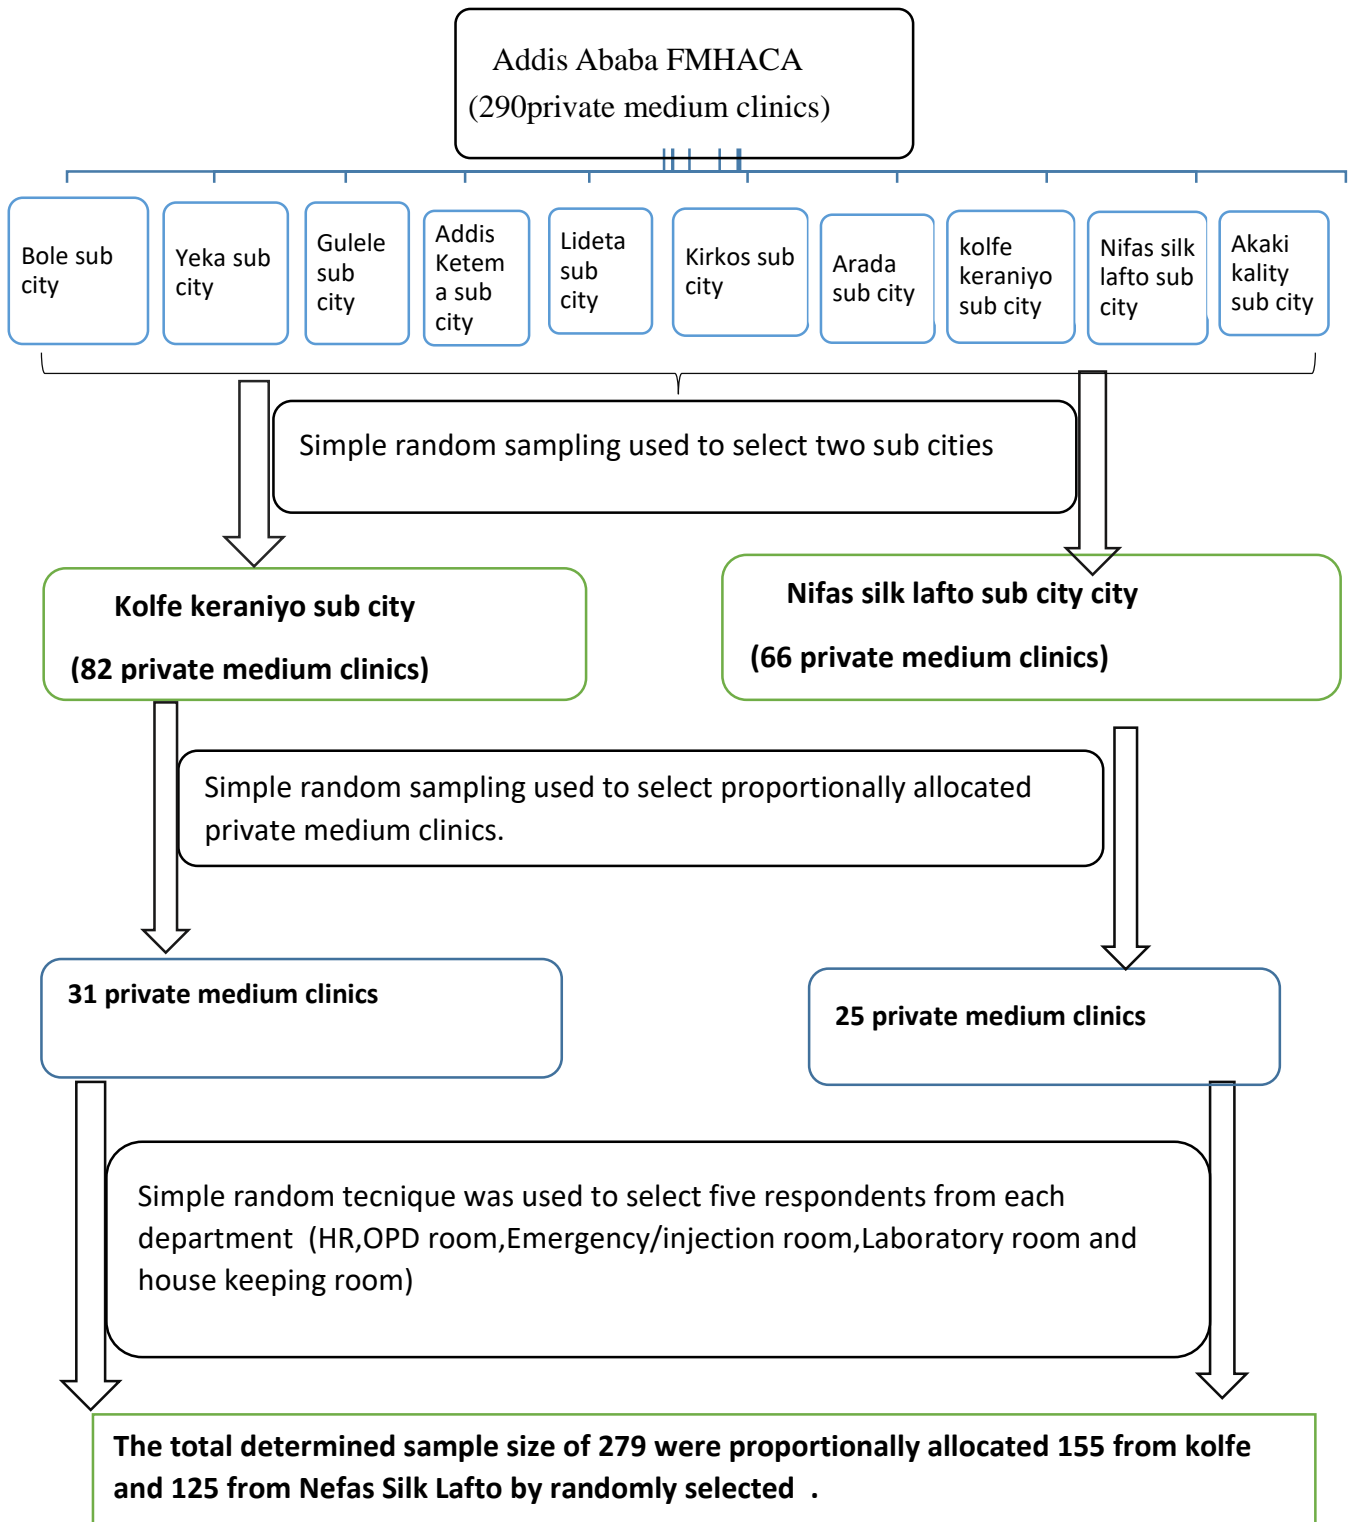 Addis Ababa FMHACA
(290private medium clinics)
Bole sub
city
Yeka sub
city
Gulele
sub
city
Addis
Ketem
a sub
city
Lideta
sub
city
Kirkos sub
city
Arada
sub city
kolfe
keraniyo
sub city
Nifas silk
lafto sub
city
Akaki
kality
sub city
Simple random sampling used to select two sub cities
Kolfe keraniyo sub city
(82 private medium clinics)
Nifas silk lafto sub city city
(66 private medium clinics)
Simple random sampling used to select proportionally allocated
private medium clinics.
31 private medium clinics
25 private medium clinics
Simple random tecnique was used to select five respondents from each
department (HR,OPD room,Emergency/injection room,Laboratory room and
house keeping room)
The total determined sample size of 279 were proportionally allocated 155 from kolfe
and 125 from Nefas Silk Lafto by randomly selected .